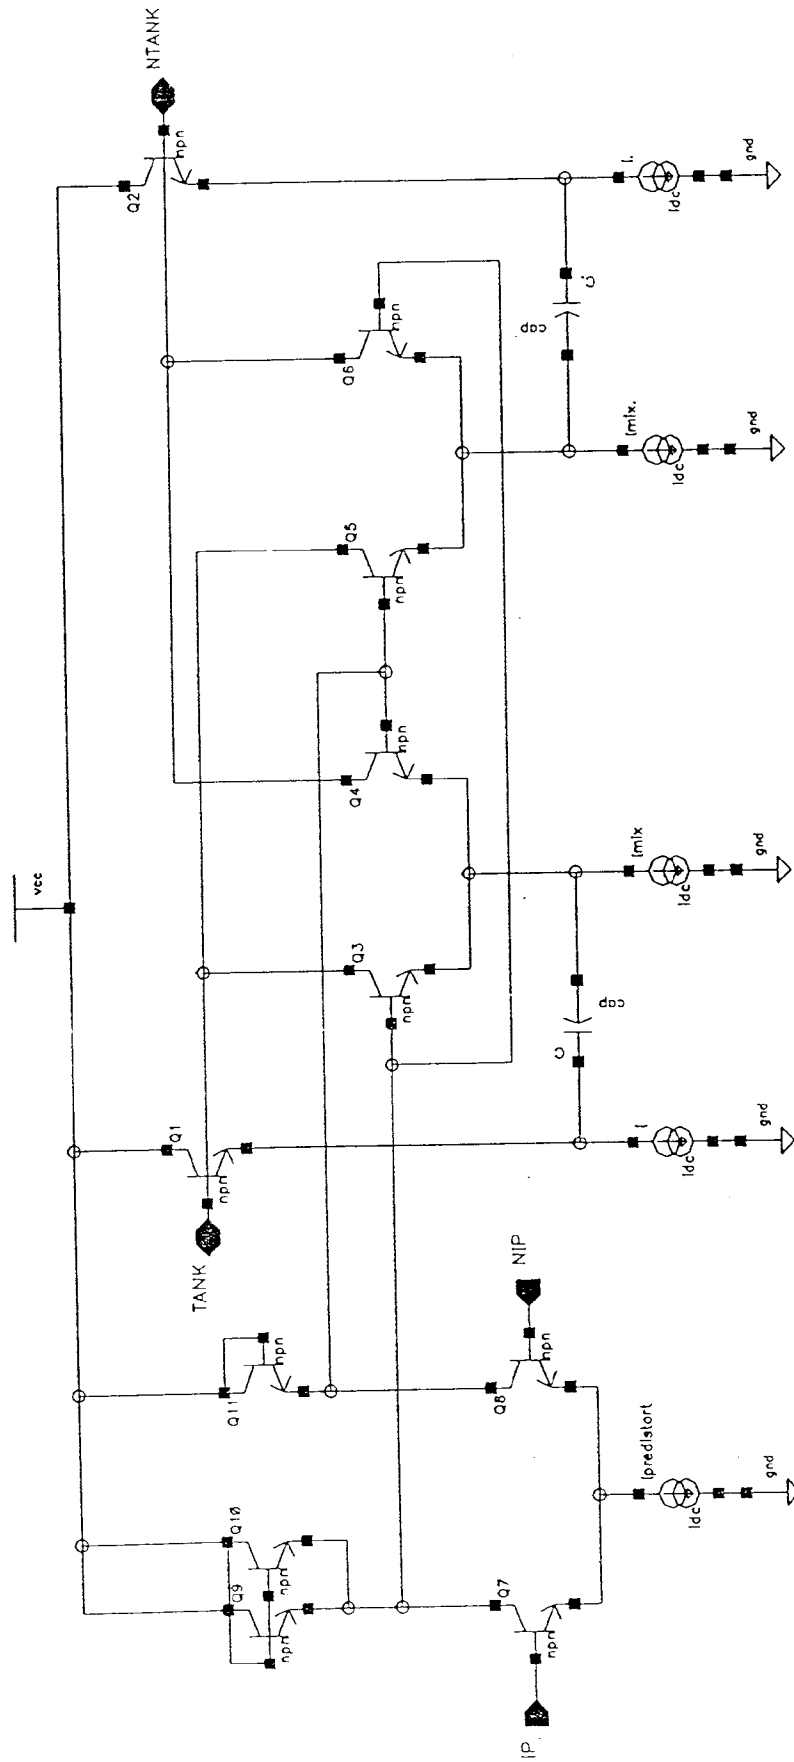 vcc
NTANK
Q2
npn
TANK
Q1
npn
Q11
npn
Q10
Q9
npn
npn
Q3
npn
Q4
npn
Q5
npn
Q6
npn
NIP
Q8
npn
IP
Q7
npn
C
cap
cap
C
I
Idc
gnd
Imix
Idc
gnd
Imix.
Idc
gnd
I.
Idc
gnd
Ipredistort
Idc
gnd